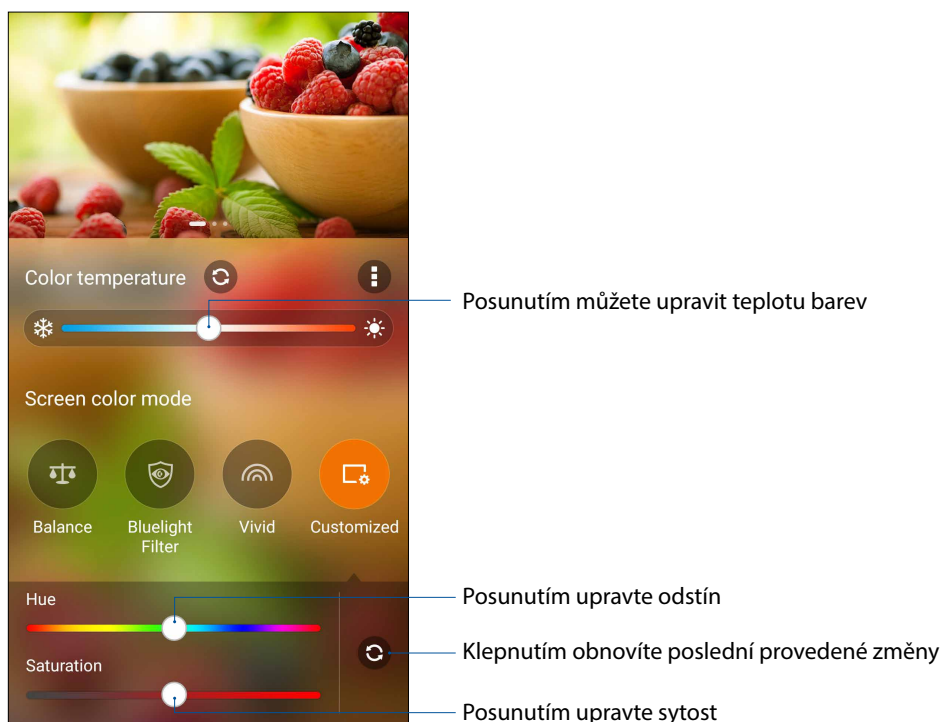 Color temperature
Posunutím můžete upravit teplotu barev
Screen color mode
Balance
Bluelight
Filter
Vivid
Customized
Hue
Posunutím upravte odstín
Klepnutím obnovíte poslední provedené změny
Saturation
Posunutím upravte sytost